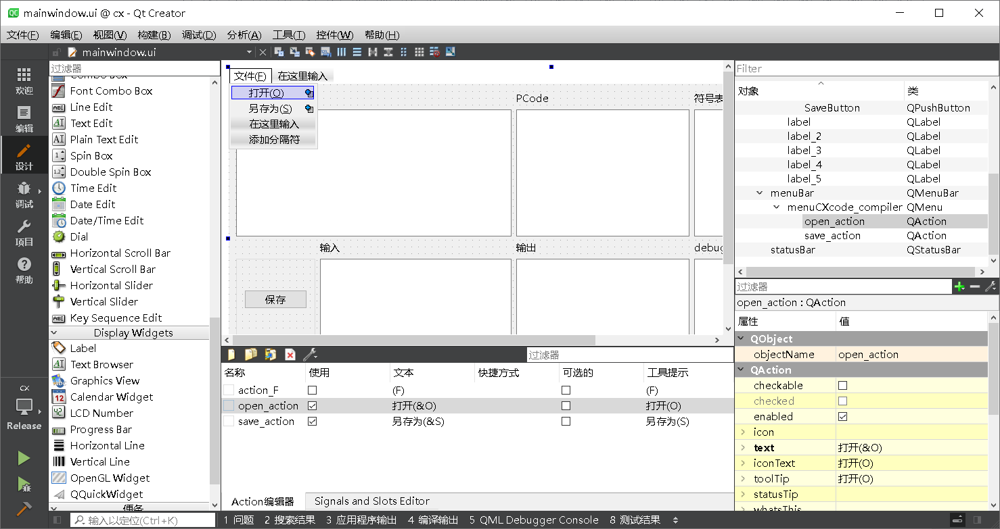 mainwindow.ui @ cx - Qt Creator
文件(F) 编辑(E) 视图(V) 构建(B) 调试(D) 分析(A) 工具(T) 控件(W) 帮助(H)
mainwindow.ui
欢迎
编辑
设计
调试
项目
帮助
cx
Release
过滤器
Combo Box
Font Combo Box
Line Edit
Text Edit
Plain Text Edit
Spin Box
Double Spin Box
Time Edit
Date Edit
Date/Time Edit
Dial
Horizontal Scroll Bar
Vertical Scroll Bar
Horizontal Slider
Vertical Slider
Key Sequence Edit
Display Widgets
Label
Text Browser
Graphics View
Calendar Widget
LCD Number
Progress Bar
Horizontal Line
Vertical Line
OpenGL Widget
QQuickWidget
便条
文件(F) 在这里输入
打开(O)
另存为(S)
在这里输入
添加分隔符
PCode
符号表
输入
输出
debug
保存
过滤器
名称 使用 文本 快捷方式 可选的 工具提示
action_F (F) (F)
open_action 打开(&O) 打开(O)
save_action 另存为(&S) 另存为(S)
Action编辑器 Signals and Slots Editor
Filter
对象 类
SaveButton QPushButton
label QLabel
label_2 QLabel
label_3 QLabel
label_4 QLabel
label_5 QLabel
menuBar QMenuBar
menuCXcode_compiler QMenu
open_action QAction
save_action QAction
statusBar QStatusBar
过滤器
open_action : QAction
属性 值
QObject
objectName open_action
QAction
checkable
checked
enabled
icon
text 打开(&O)
iconText 打开(O)
toolTip 打开(O)
statusTip
whatsThis
输入以定位(Ctrl+K) 1 问题 2 搜索结果 3 应用程序输出 4 编译输出 5 QML Debugger Console 8 测试结果